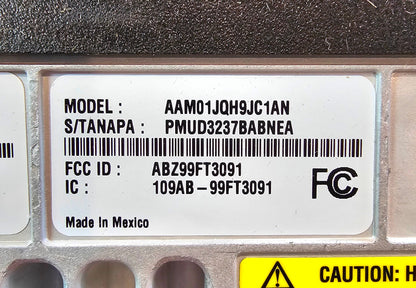 MODEL : AAM01JQH9JC1AN
S/TANAPA : PMUD3237BABNEA
FCC ID : ABZ99FT3091
IC : 109AB-99FT3091
FC
Made In Mexico
CAUTION: H